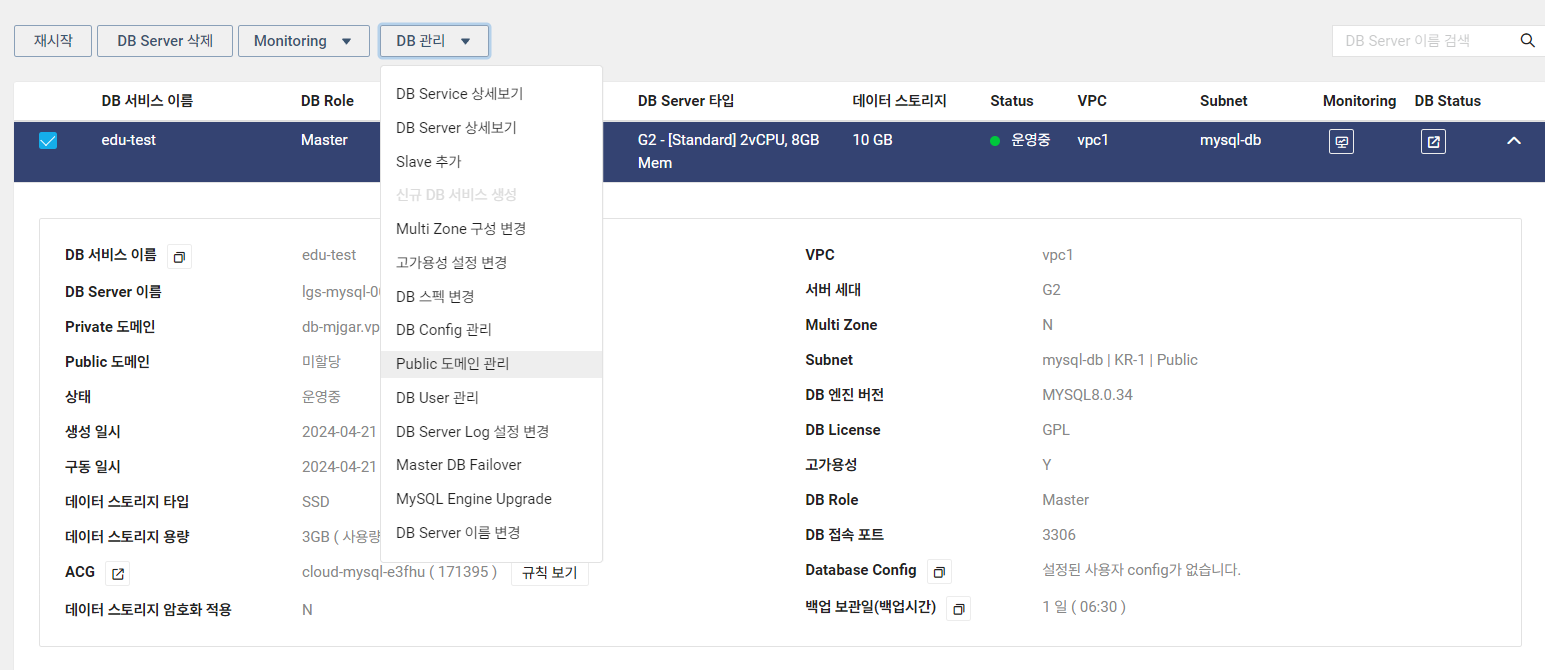 재시작 DB Server 삭제 Monitoring DB 관리 DB Server 이름 검색
DB 서비스 이름 DB Role DB Server 타입 데이터 스토리지 Status VPC Subnet Monitoring DB Status
edu-test Master G2 - [Standard] 2vCPU, 8GB 10 GB 운영중 vpc1 mysql-db
Mem
DB Service 상세보기
DB Server 상세보기
Slave 추가
신규 DB 서비스 생성
Multi Zone 구성 변경
고가용성 설정 변경
DB 스펙 변경
DB Config 관리
Public 도메인 관리
DB User 관리
DB Server Log 설정 변경
Master DB Failover
MySQL Engine Upgrade
DB Server 이름 변경
DB 서비스 이름 edu-test
DB Server 이름 lgs-mysql-0
Private 도메인 db-mjgar.vp
Public 도메인 미할당
상태 운영중
생성 일시 2024-04-21
구동 일시 2024-04-21
데이터 스토리지 타입 SSD
데이터 스토리지 용량 3GB ( 사용량
ACG cloud-mysql-e3fhu ( 171395 ) 규칙 보기
데이터 스토리지 암호화 적용 N
VPC vpc1
서버 세대 G2
Multi Zone N
Subnet mysql-db | KR-1 | Public
DB 엔진 버전 MYSQL8.0.34
DB License GPL
고가용성 Y
DB Role Master
DB 접속 포트 3306
Database Config 설정된 사용자 config가 없습니다.
백업 보관일(백업시간) 1 일 ( 06:30 )